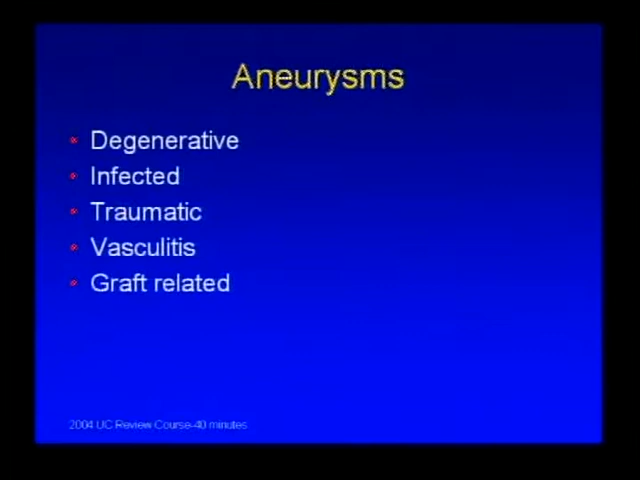 Aneurysms
Degenerative
Infected
Traumatic
Vasculitis
Graft related
2004 UC Review Course-40 minutes